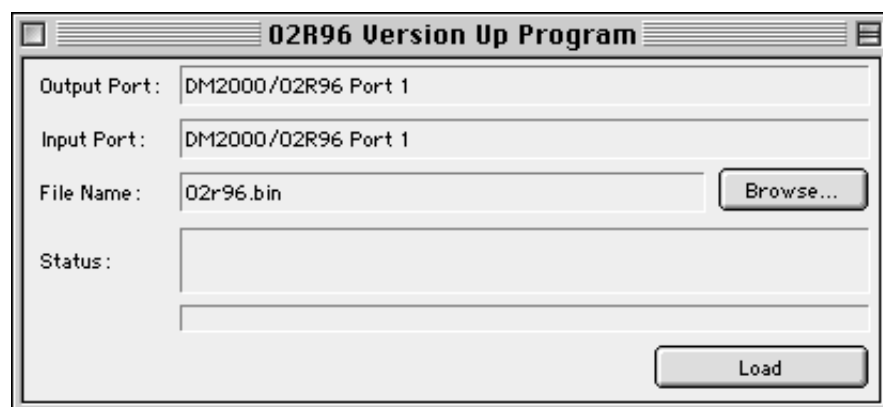 02R96 Version Up Program
Output Port: DM2000/02R96 Port 1
Input Port: DM2000/02R96 Port 1
File Name: 02r96.bin Browse...
Status:
Load